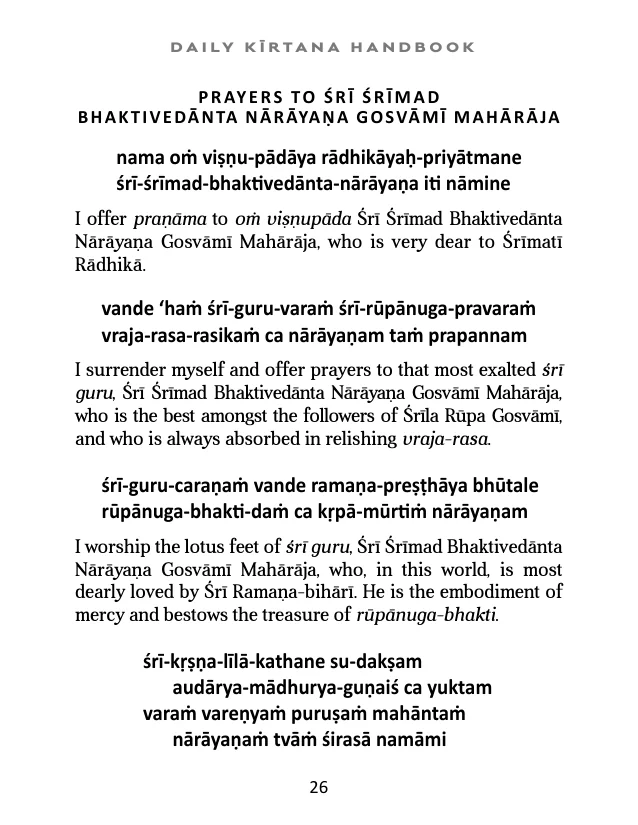 DAILY KĪRTANA HANDBOOK
PRAYERS TO ŚRĪ ŚRĪMAD
BHAKTIVEDĀNTA NĀRĀYAṆA GOSVĀMĪ MAHĀRĀJA
nama oṁ viṣṇu-pādāya rādhikāyaḥ-priyātmane
śrī-śrīmad-bhaktivedānta-nārāyaṇa iti nāmine
I offer praṇāma to oṁ viṣṇupāda Śrī Śrīmad Bhaktivedānta
Nārāyaṇa Gosvāmī Mahārāja, who is very dear to Śrīmatī
Rādhikā.
vande ‘haṁ śrī-guru-varaṁ śrī-rūpānuga-pravaraṁ
vraja-rasa-rasikaṁ ca nārāyaṇam taṁ prapannam
I surrender myself and offer prayers to that most exalted śrī
guru, Śrī Śrīmad Bhaktivedānta Nārāyaṇa Gosvāmī Mahārāja,
who is the best amongst the followers of Śrīla Rūpa Gosvāmī,
and who is always absorbed in relishing vraja-rasa.
śrī-guru-caraṇaṁ vande ramaṇa-preṣṭhāya bhūtale
rūpānuga-bhakti-daṁ ca kṛpā-mūrtiṁ nārāyaṇam
I worship the lotus feet of śrī guru, Śrī Śrīmad Bhaktivedānta
Nārāyaṇa Gosvāmī Mahārāja, who, in this world, is most
dearly loved by Śrī Ramaṇa-bihārī. He is the embodiment of
mercy and bestows the treasure of rūpānuga-bhakti.
śrī-kṛṣṇa-līlā-kathane su-dakṣam
audārya-mādhurya-guṇaiś ca yuktam
varaṁ vareṇyaṁ puruṣaṁ mahāntaṁ
nārāyaṇaṁ tvāṁ śirasā namāmi
26